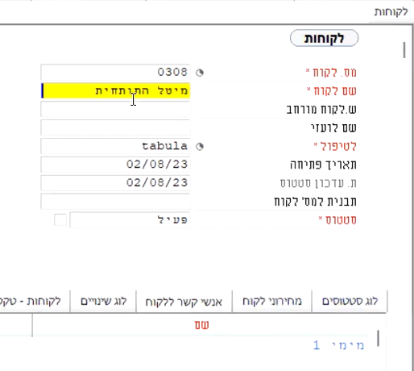 לקוחות
לקוחות
מס. לקוח * 0308
שם לקוח * מיטל התותחית
ש.לקוח מורחב
שם לועזי
לטיפול * tabula
תאריך פתיחה 02/08/23
ת. עדכון סטטוס 02/08/23
תבנית למס' לקוח
סטטוס * פעיל
לוג סטטוסים מחירוני לקוח אנשי קשר ללקוח לוג שינויים לקוחות - טקס
שם
מימי 1